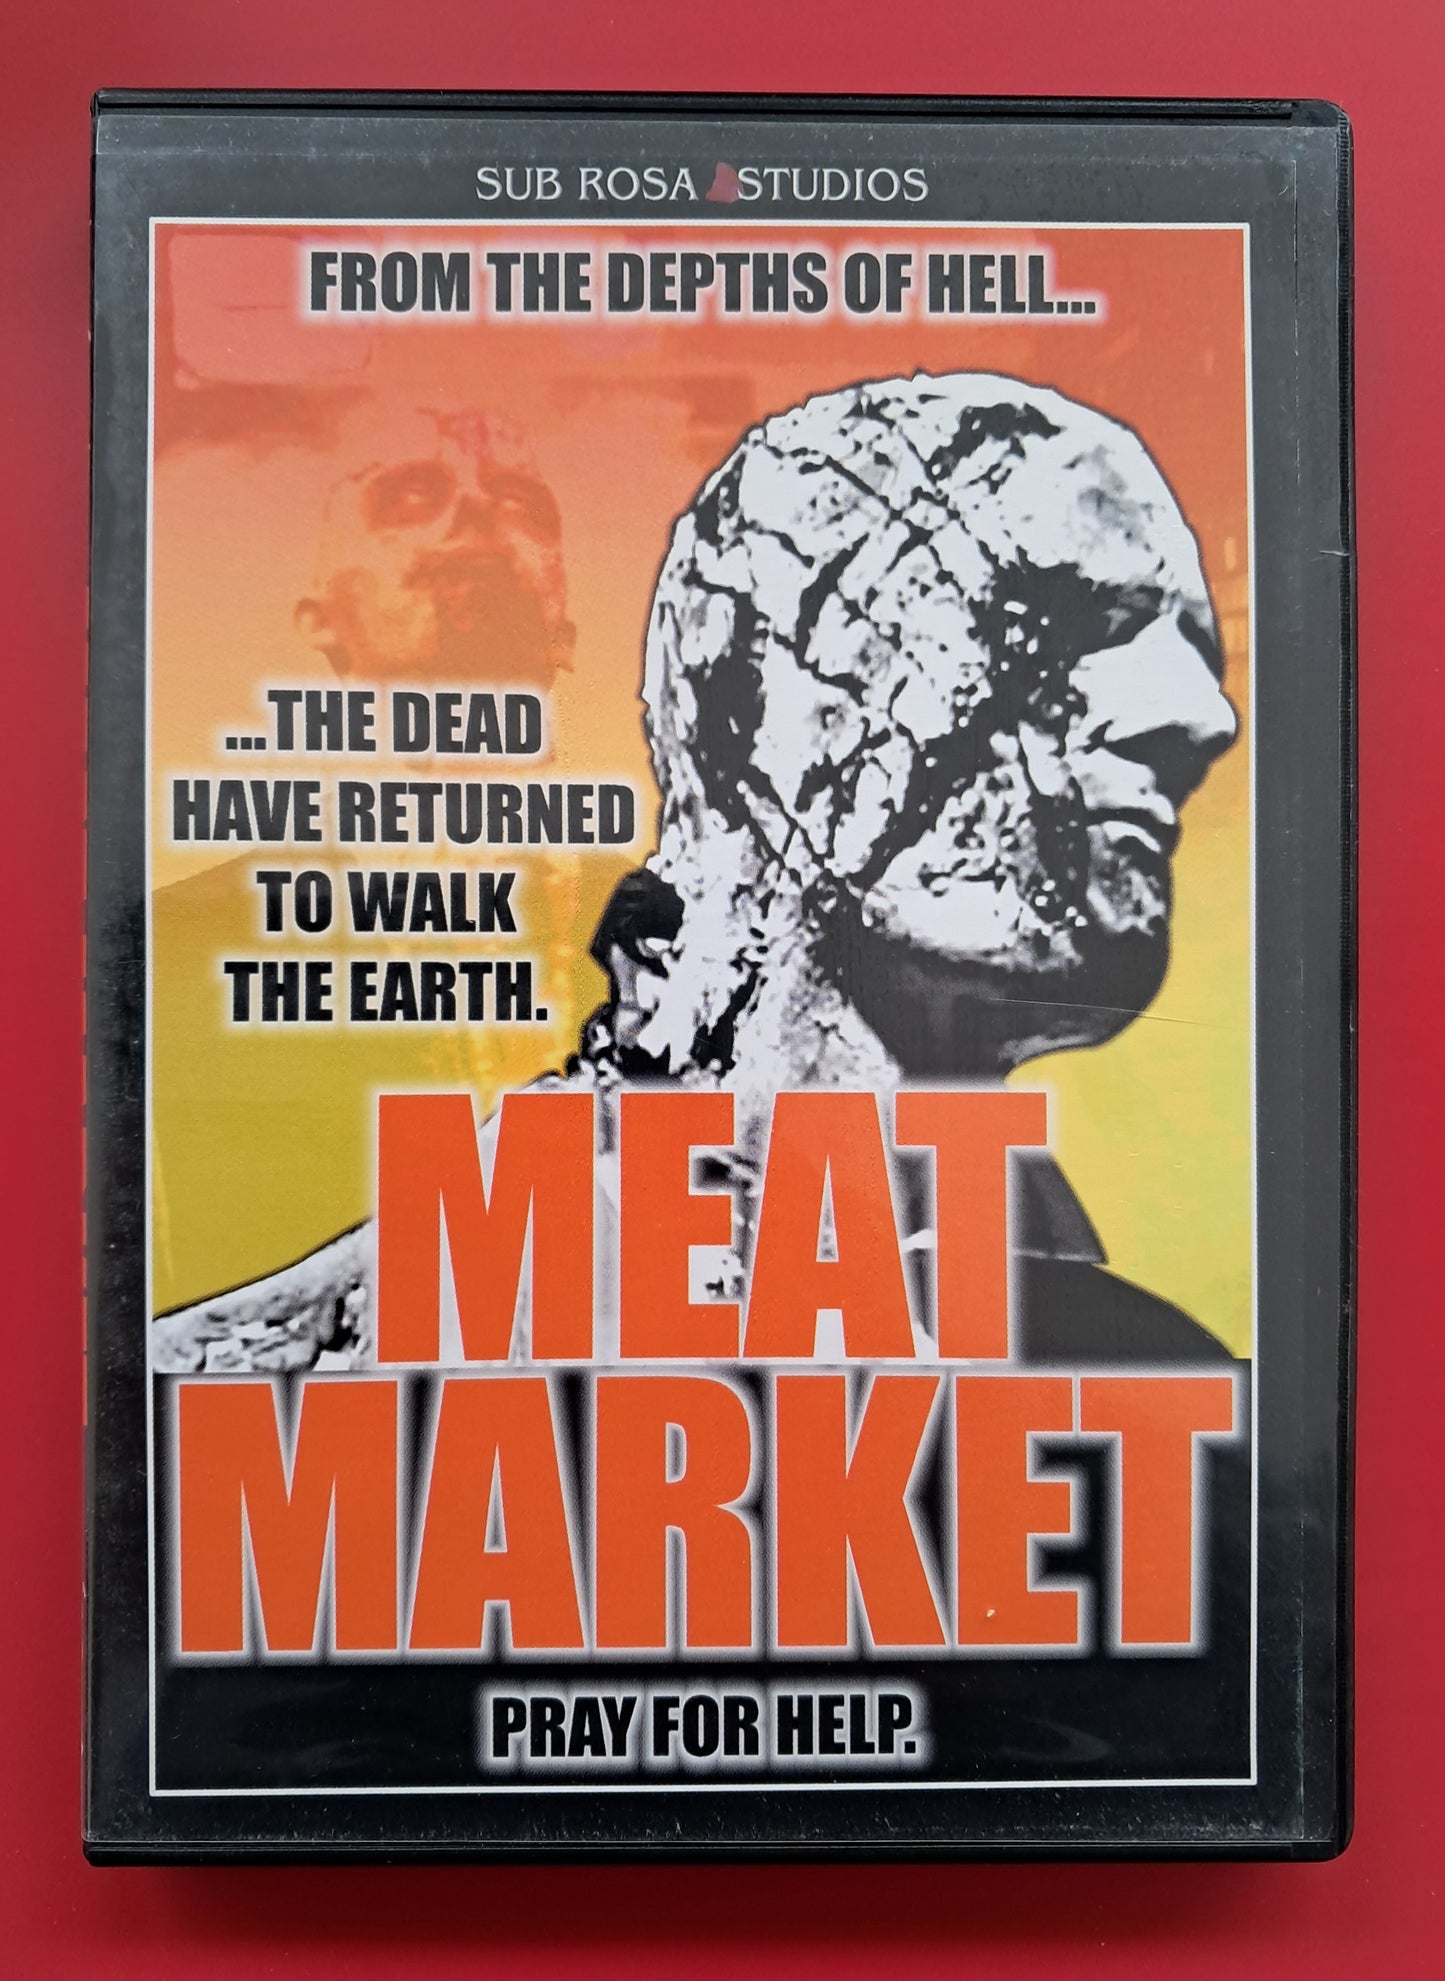 SUB ROSA STUDIOS
FROM THE DEPTHS OF HELL...
...THE DEAD
HAVE RETURNED
TO WALK
THE EARTH.
MEAT
MARKET
PRAY FOR HELP.